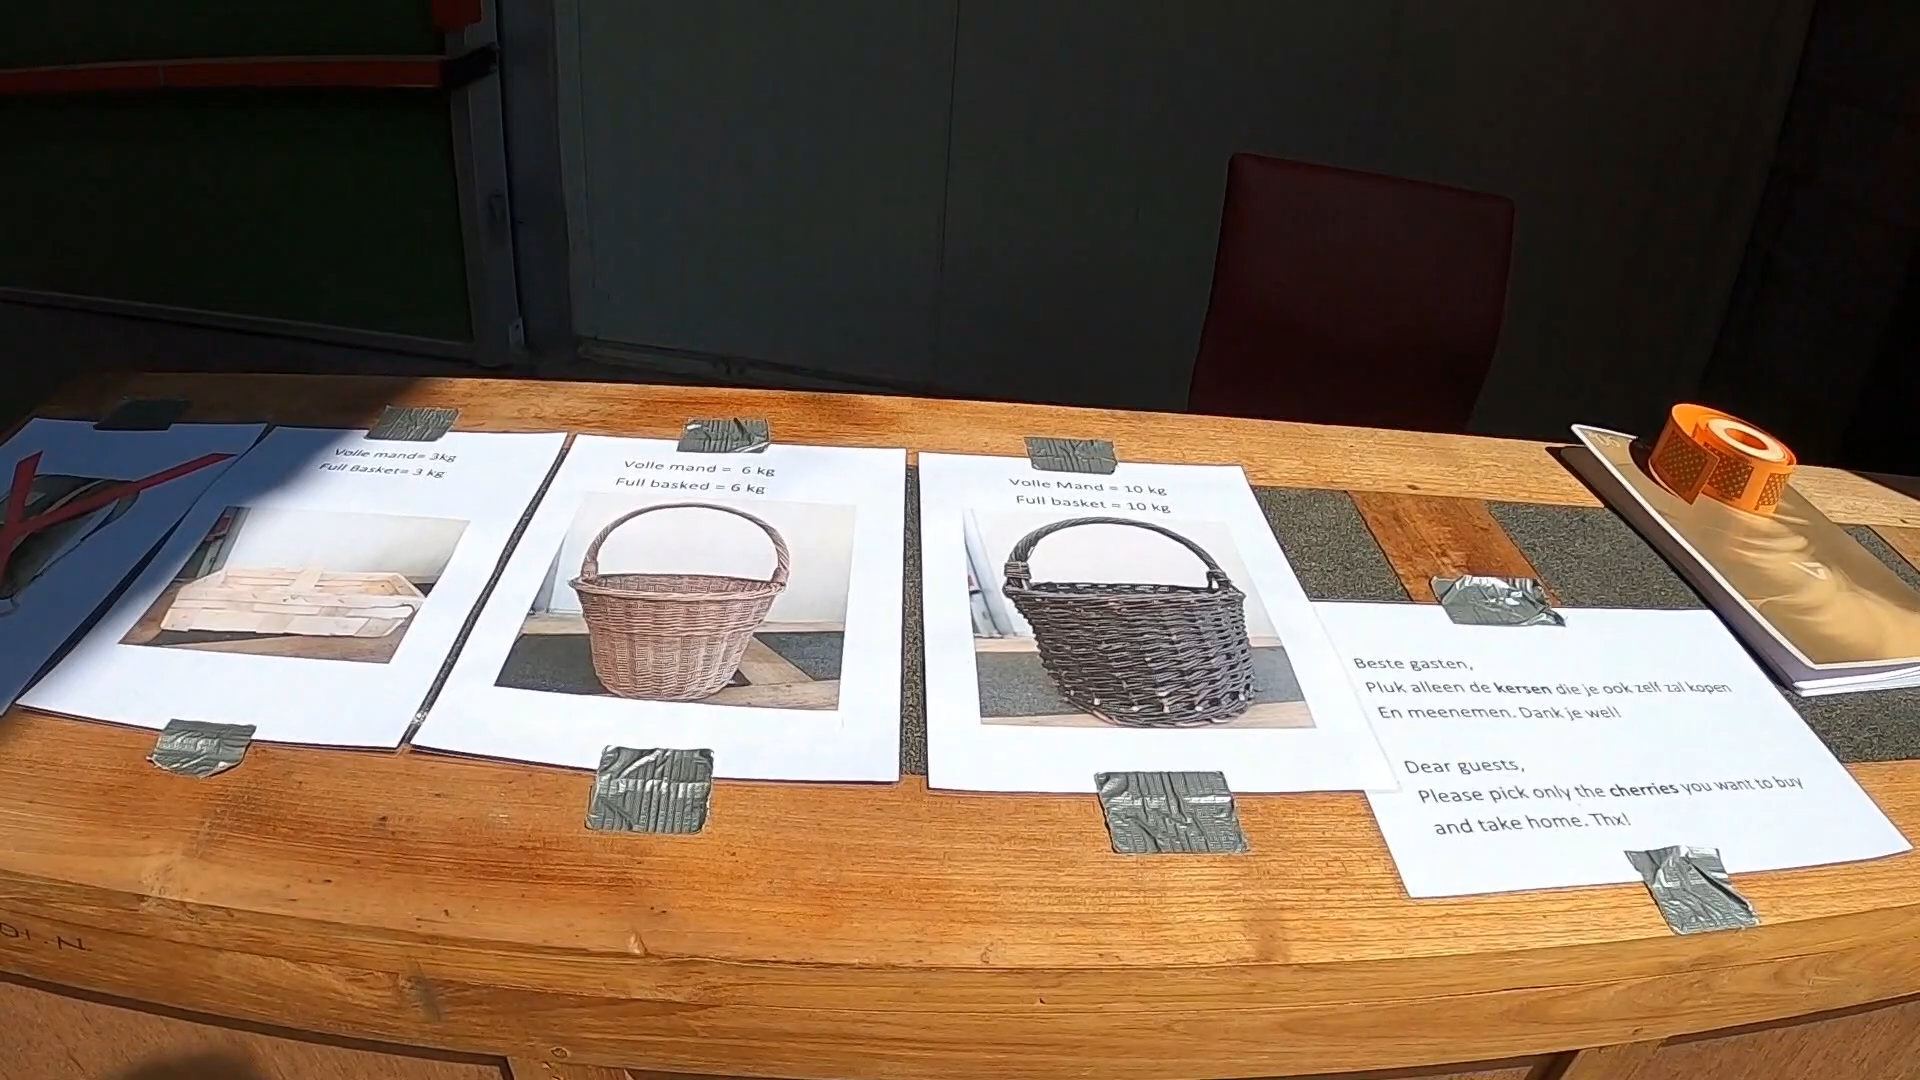 Volle mand= 3kg
Full Basket= 3 kg
Volle mand = 6 kg
Full basked = 6 kg
Volle Mand = 10 kg
Full basket = 10 kg
Beste gasten,
Pluk alleen de kersen die je ook zelf zal kopen
En meenemen. Dank je wel!
Dear guests,
Please pick only the cherries you want to buy
and take home. Thx!